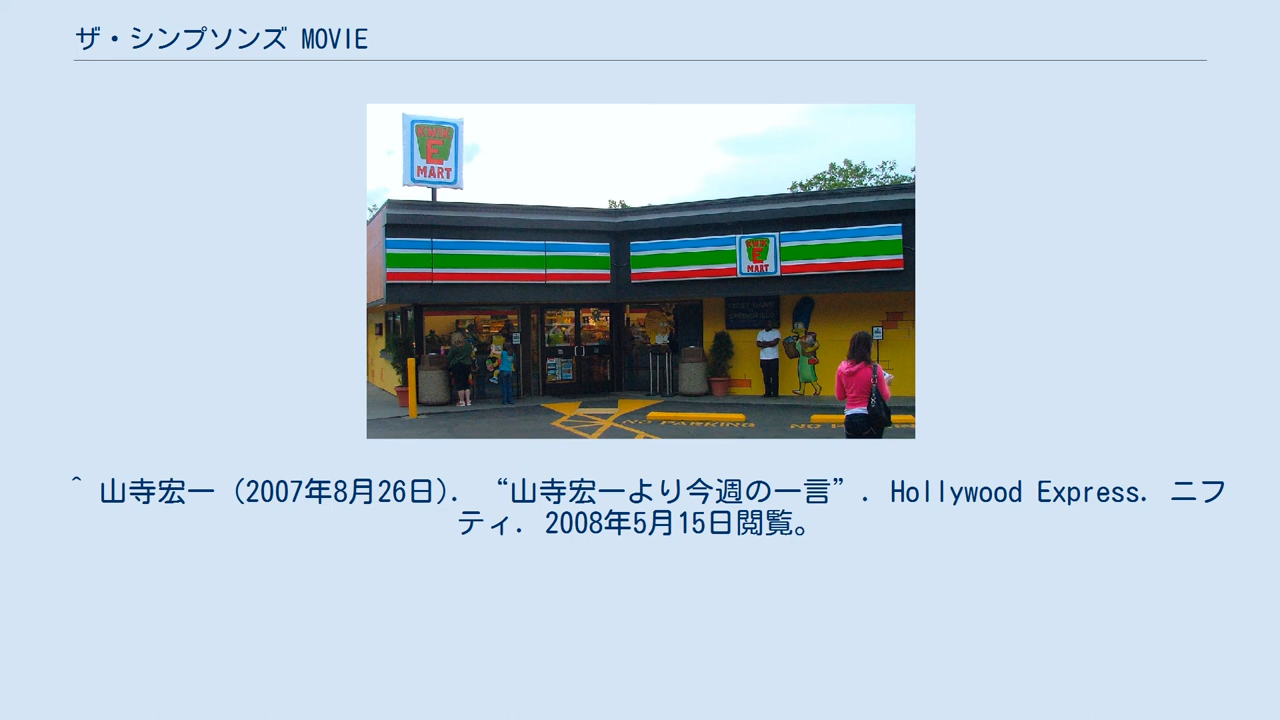 ザ・シンプソンズ MOVIE
KWIK
E
MART
KWIK
E
MART
NO PARKING
^ 山寺宏一 (2007年8月26日). “山寺宏一より今週の一言”. Hollywood Express. ニフ
ティ. 2008年5月15日閲覧。